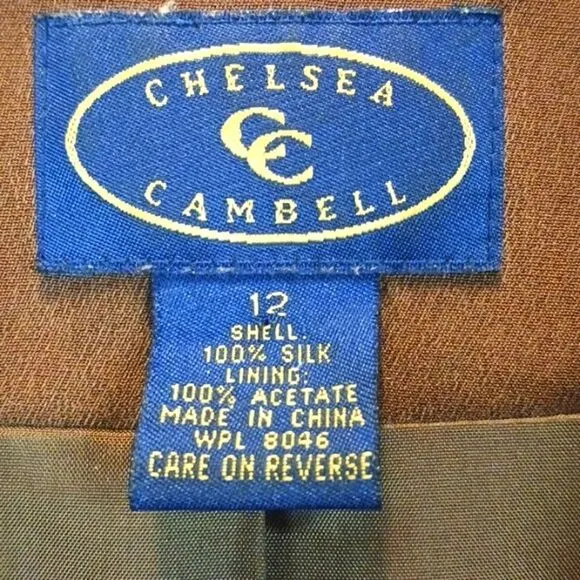 CHELSEA
CC
CAMBELL
12
SHELL:
100% SILK
LINING:
100% ACETATE
MADE IN CHINA
WPL 8046
CARE ON REVERSE